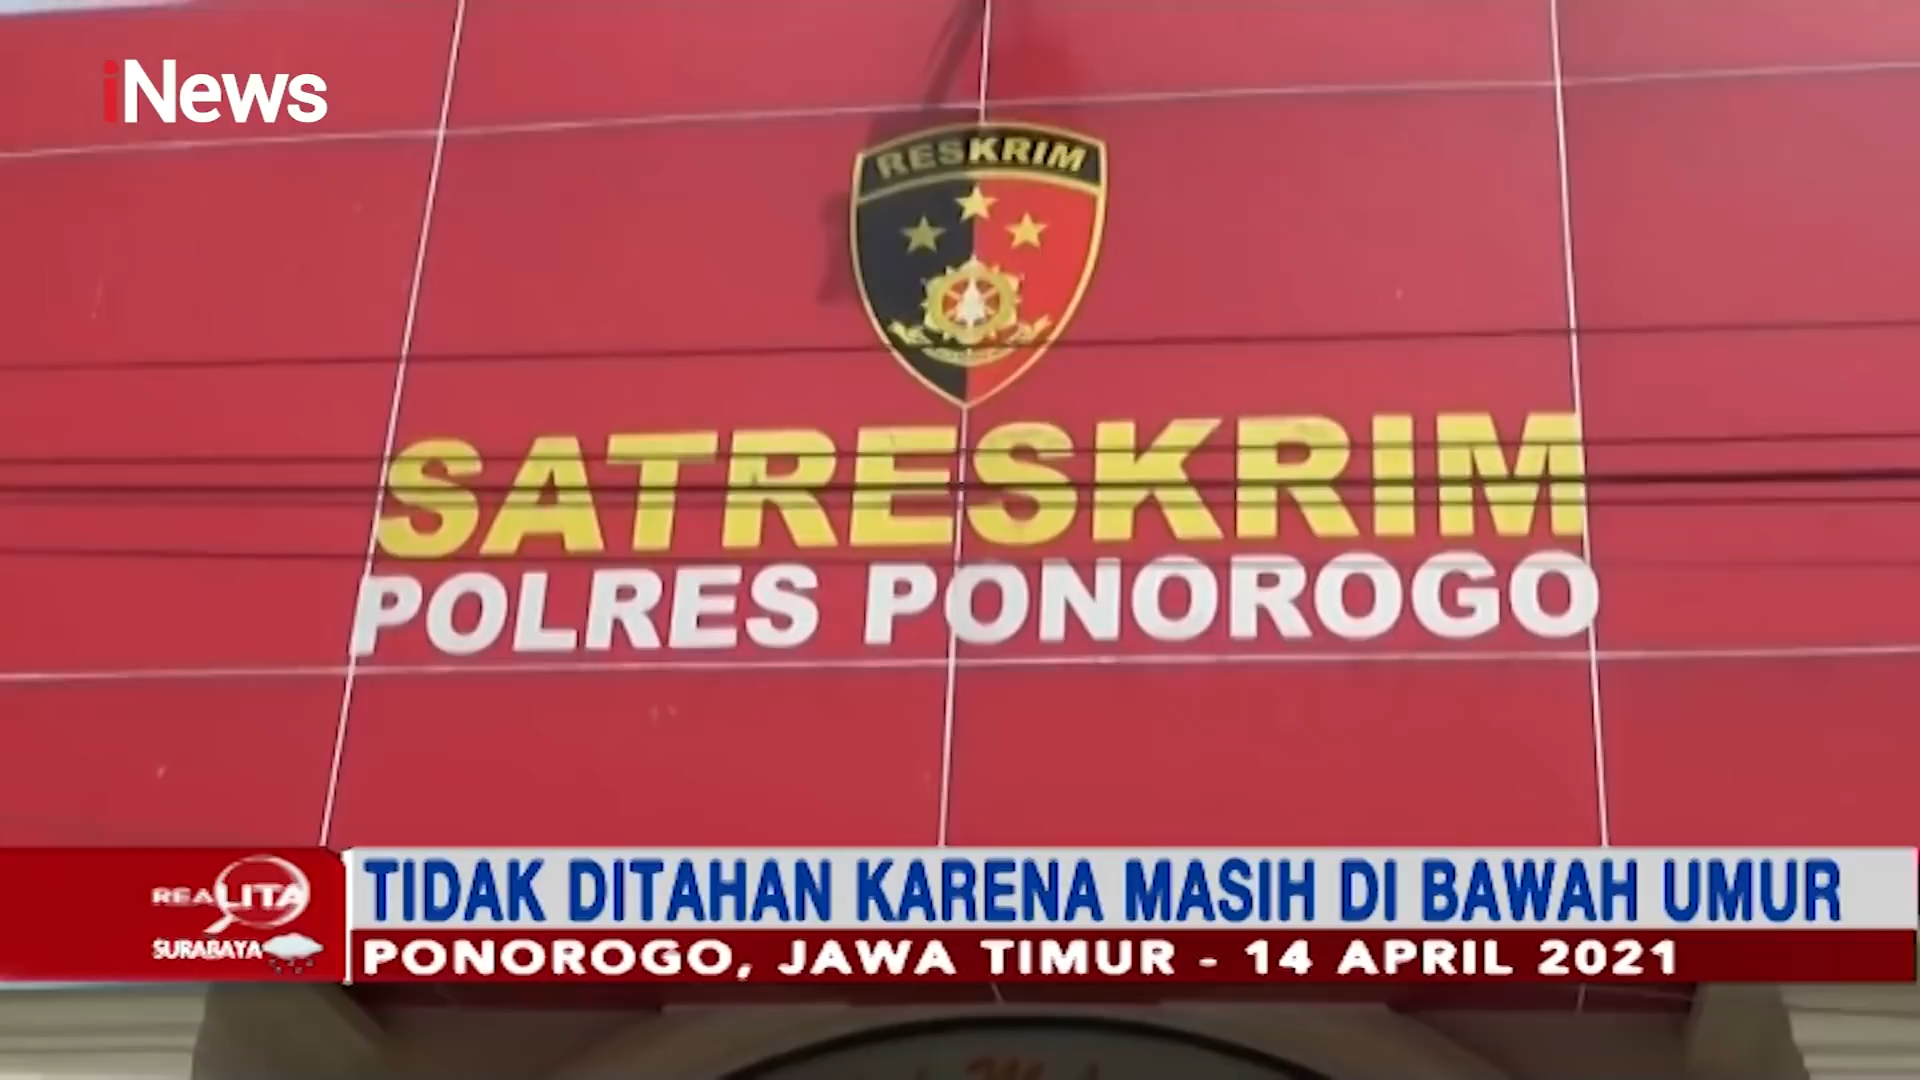 iNews
RESKRIM
SATRESKRIM
POLRES PONOROGO
REALITA
SURABAYA
TIDAK DITAHAN KARENA MASIH DI BAWAH UMUR
PONOROGO, JAWA TIMUR - 14 APRIL 2021